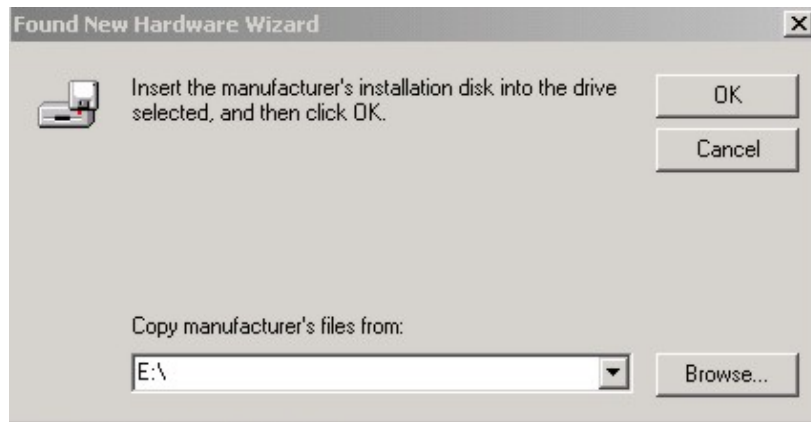 Found New Hardware Wizard
Insert the manufacturer's installation disk into the drive
selected, and then click OK.
OK
Cancel
Copy manufacturer's files from:
E:\
Browse...